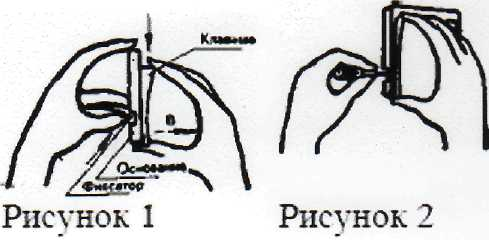 Клавиша
В
Основание
Фиксатор
Рисунок 1
Рисунок 2